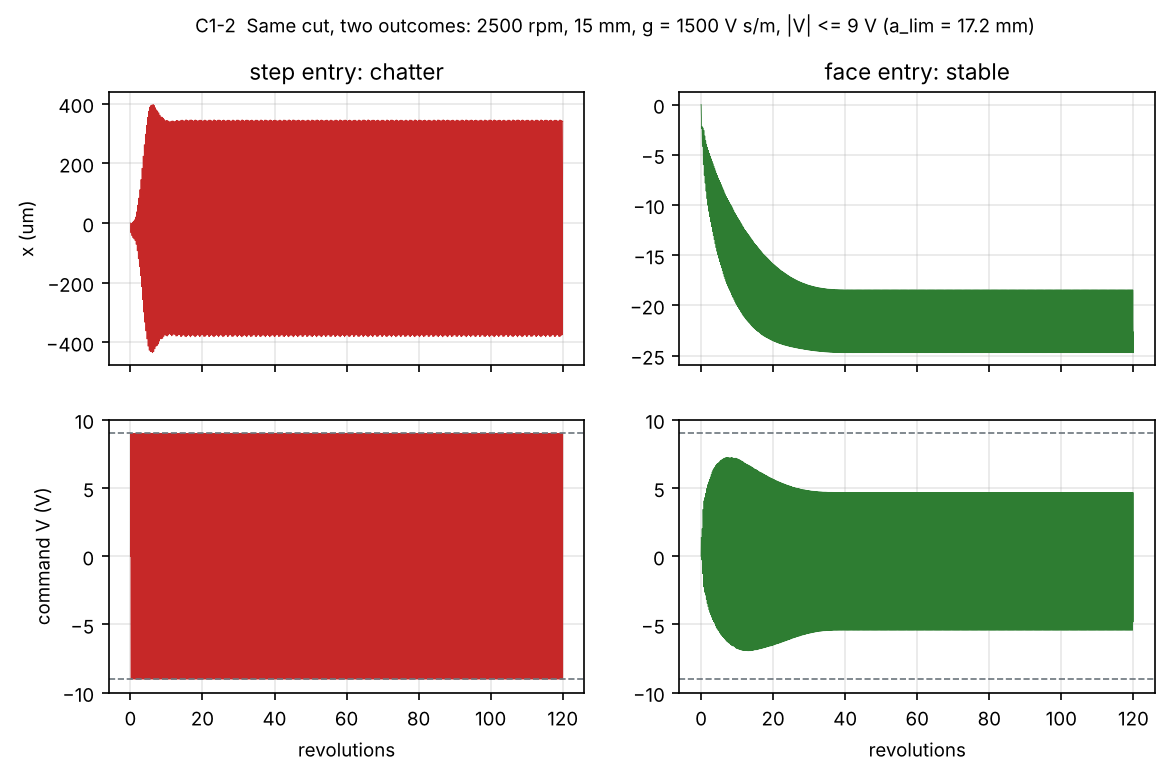 C1-2  Same cut, two outcomes: 2500 rpm, 15 mm, g = 1500 V s/m, |V| <= 9 V (a_lim = 17.2 mm)
step entry: chatter
face entry: stable
400
200
0
−200
−400
x (um)
0
−5
−10
−15
−20
−25
10
5
0
−5
−10
command V (V)
10
5
0
−5
−10
0 20 40 60 80 100 120
0 20 40 60 80 100 120
revolutions
revolutions